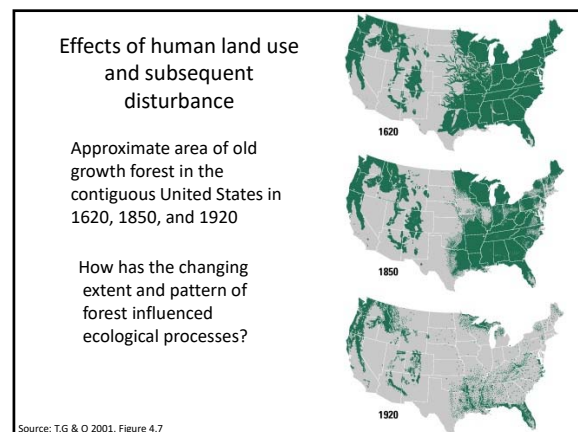 Effects of human land use
and subsequent
disturbance
Approximate area of old
growth forest in the
contiguous United States in
1620, 1850, and 1920
How has the changing
extent and pattern of
forest influenced
ecological processes?
1620
1850
1920
Source: T,G & O 2001, Figure 4.7